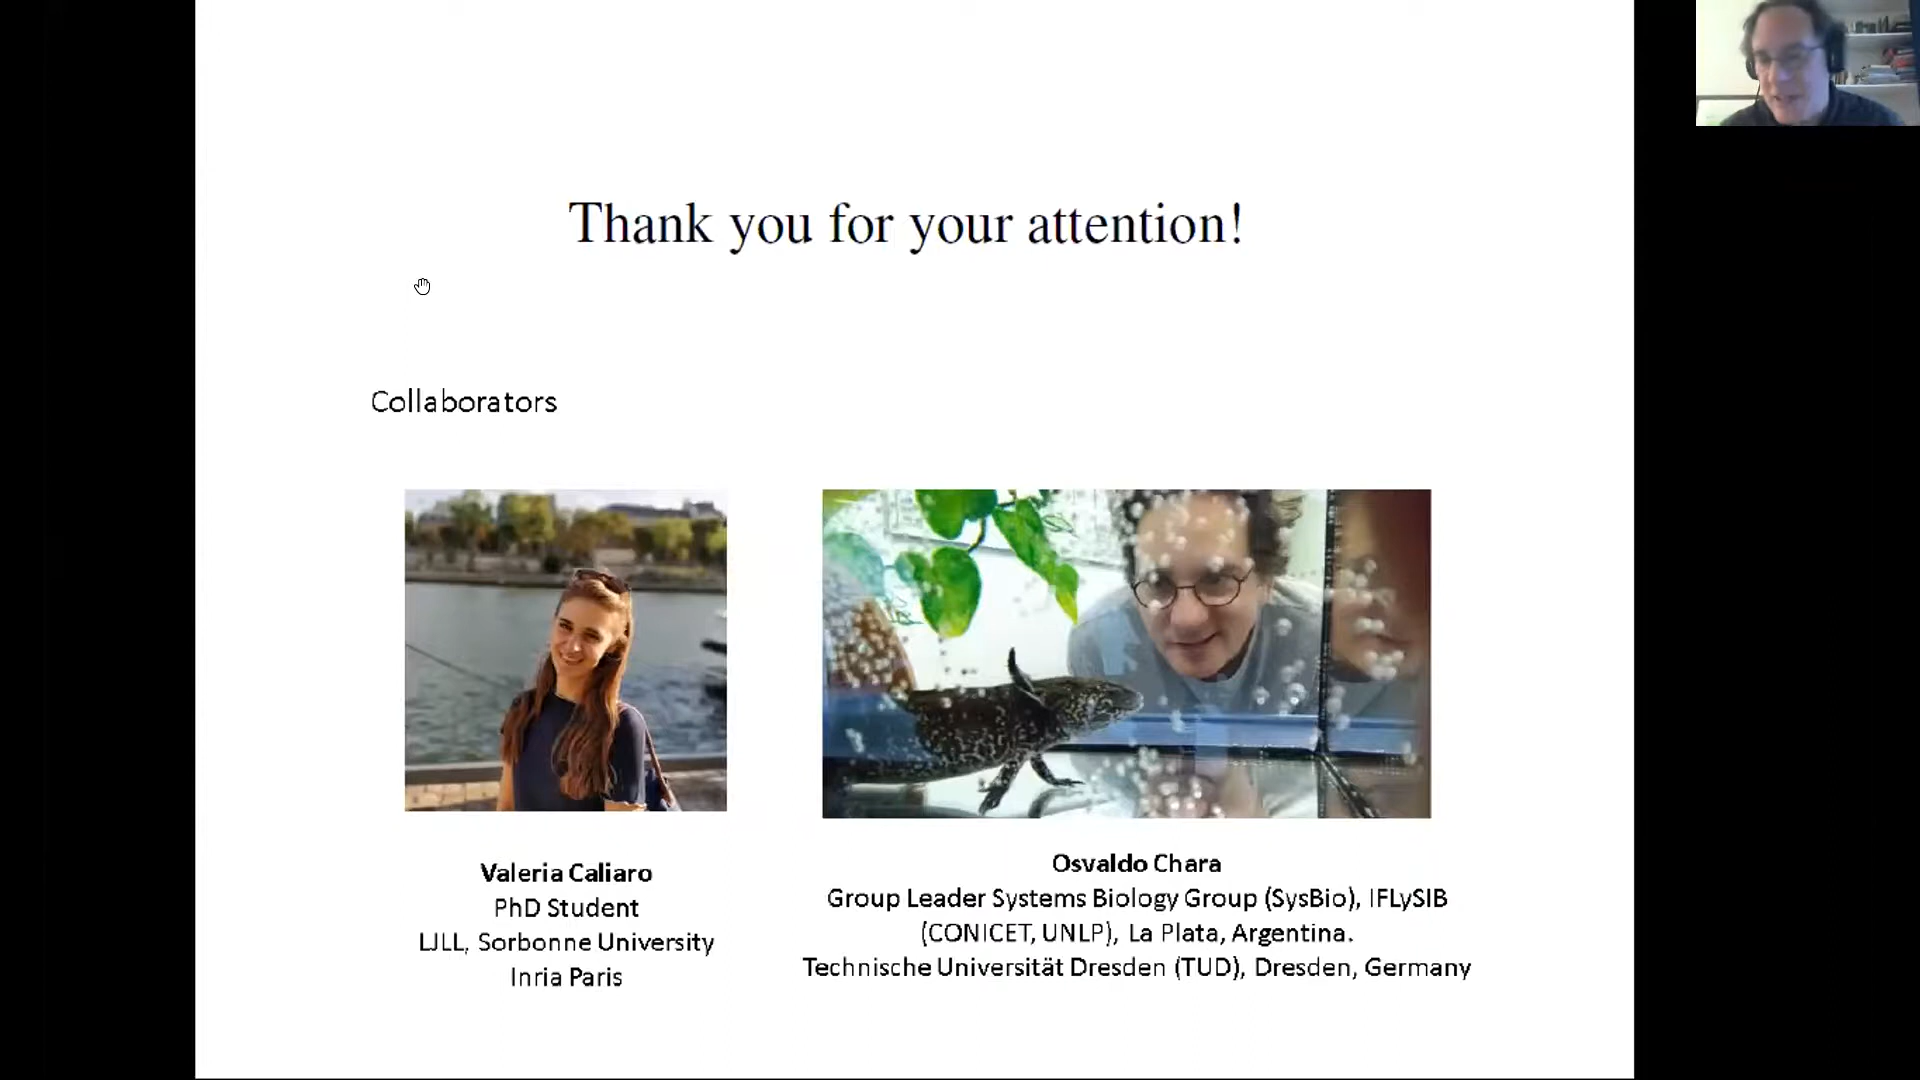 Thank you for your attention!
Collaborators
Valeria Caliaro
PhD Student
LJLL, Sorbonne University
Inria Paris
Osvaldo Chara
Group Leader Systems Biology Group (SysBio), IFLySIB
(CONICET, UNLP), La Plata, Argentina.
Technische Universität Dresden (TUD), Dresden, Germany